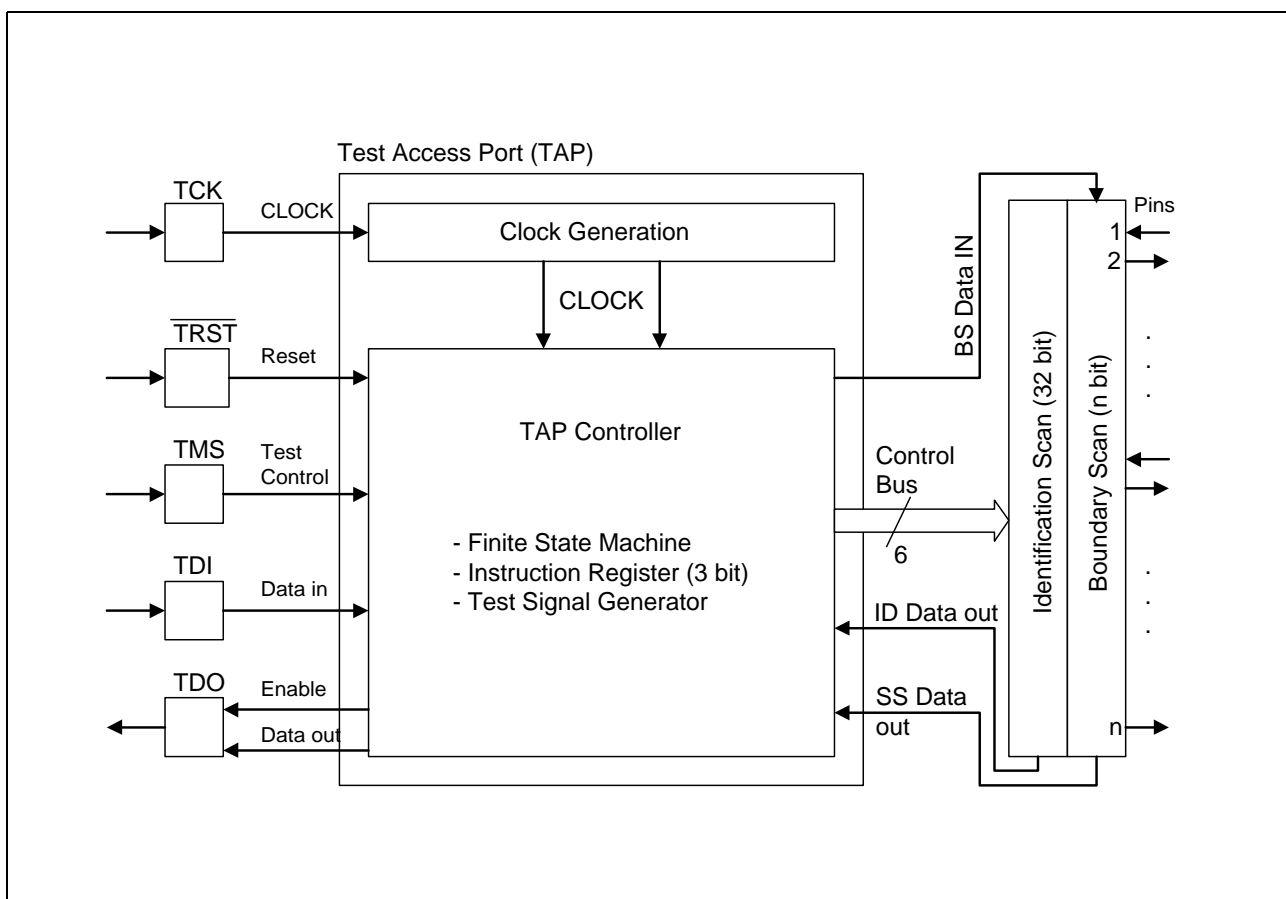 Test Access Port (TAP)
TCK
CLOCK
Clock Generation
CLOCK
TRST
Reset
TMS
Test
Control
TDI
Data in
TDO
Enable
Data out
TAP Controller
- Finite State Machine
- Instruction Register (3 bit)
- Test Signal Generator
BS Data IN
Control
Bus
6
ID Data out
SS Data
out
Identification Scan (32 bit)
Boundary Scan (n bit)
Pins
1
2
n